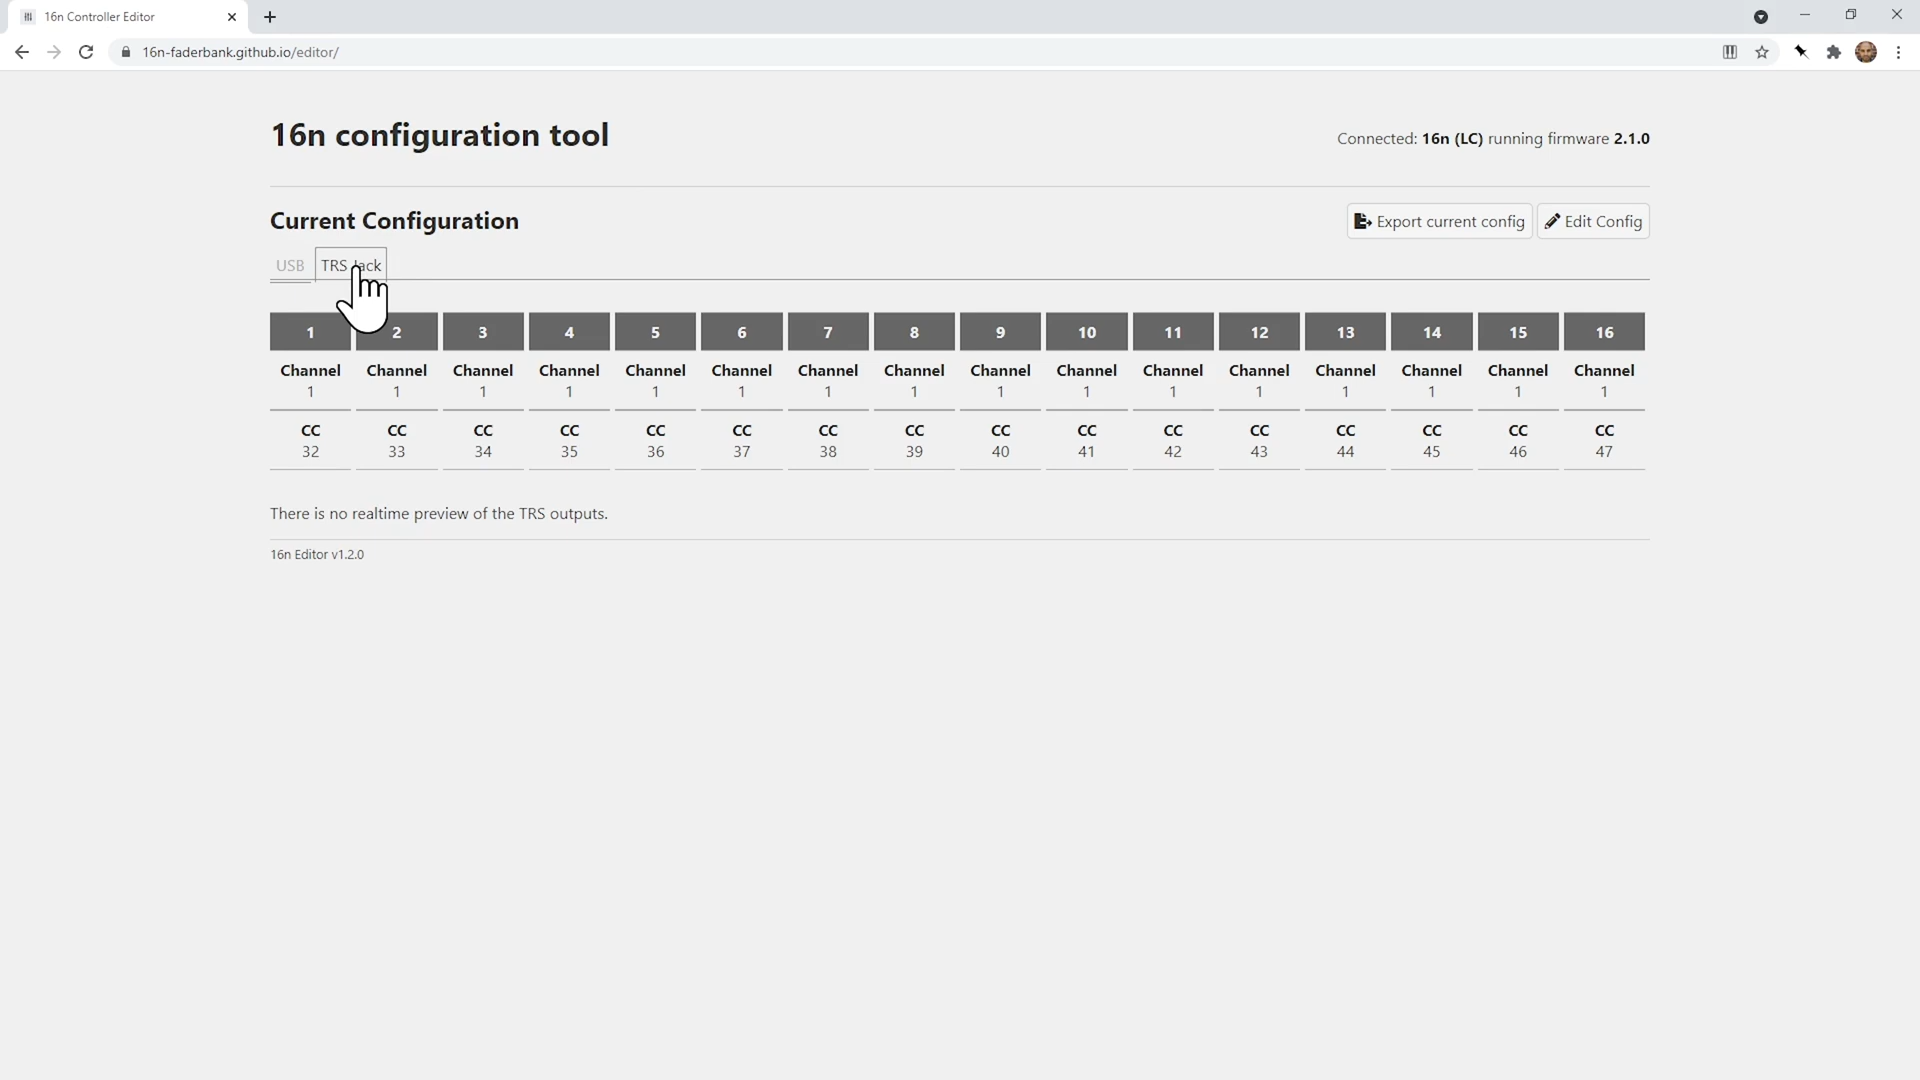 16n Controller Editor
16n-faderbank.github.io/editor/
16n configuration tool
Connected: 16n (LC) running firmware 2.1.0
Current Configuration
Export current config
Edit Config
USB TRS Jack
1 2 3 4 5 6 7 8 9 10 11 12 13 14 15 16
Channel Channel Channel Channel Channel Channel Channel Channel Channel Channel Channel Channel Channel Channel Channel Channel
1 1 1 1 1 1 1 1 1 1 1 1 1 1 1 1
CC CC CC CC CC CC CC CC CC CC CC CC CC CC CC CC
32 33 34 35 36 37 38 39 40 41 42 43 44 45 46 47
There is no realtime preview of the TRS outputs.
16n Editor v1.2.0